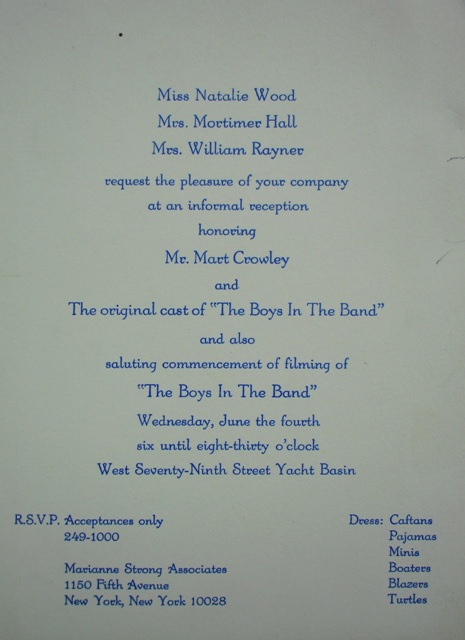 Miss Natalie Wood
Mrs. Mortimer Hall
Mrs. William Rayner
request the pleasure of your company
at an informal reception
honoring
Mr. Mart Crowley
and
The original cast of "The Boys In The Band"
and also
saluting commencement of filming of
"The Boys In The Band"
Wednesday, June the fourth
six until eight-thirty o'clock
West Seventy-Ninth Street Yacht Basin
R.S.V.P. Acceptances only
249-1000
Marianne Strong Associates
1150 Fifth Avenue
New York, New York 10028
Dress: Caftans
Pajamas
Minis
Boaters
Blazers
Turtles